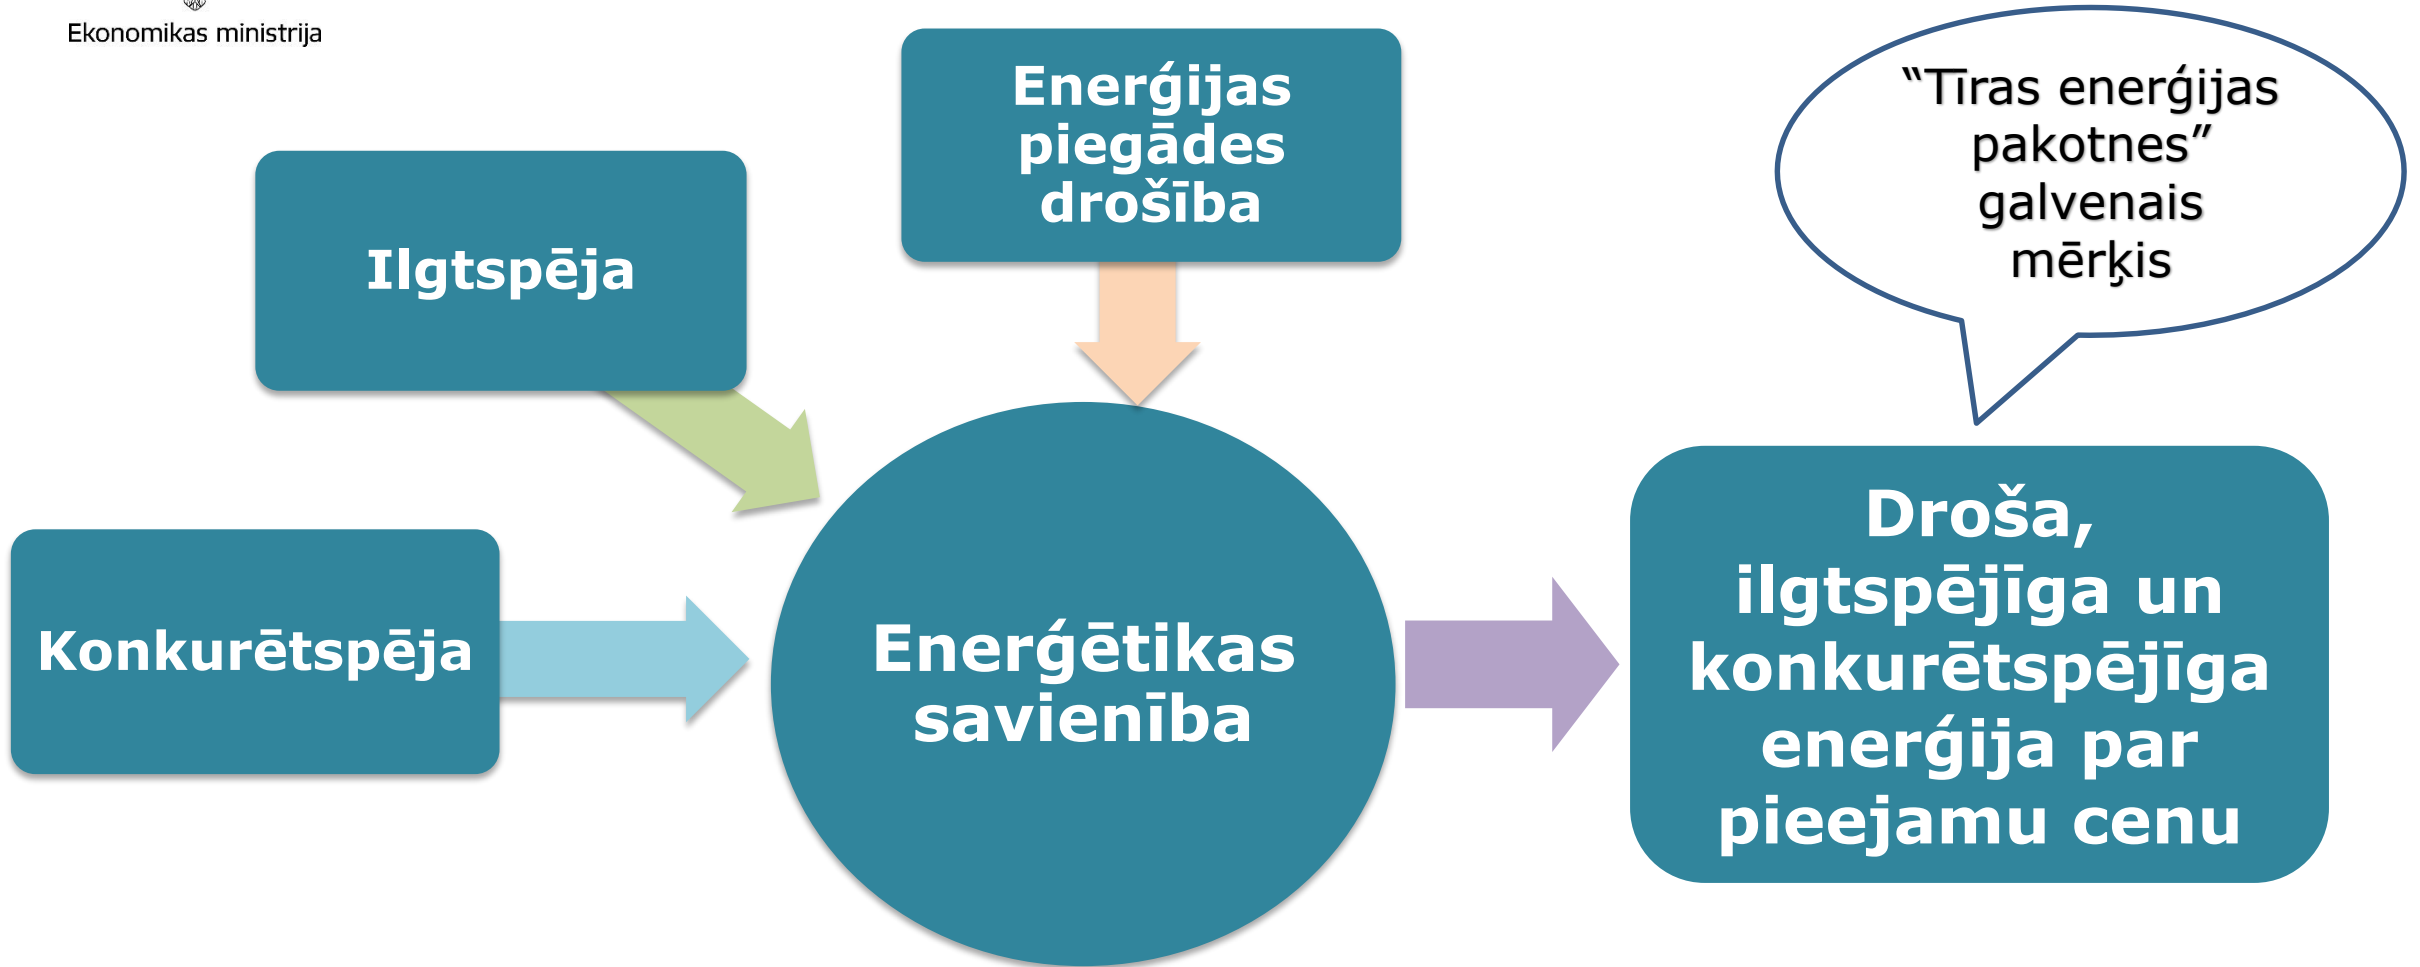 Ekonomikas ministrija
Enerģijas
piegādes
drošība
“Tīras enerģijas
pakotnes”
galvenais
mērķis
Ilgtspēja
Konkurētspēja
Enerģētikas
savienība
Droša,
ilgtspējīga un
konkurētspējīga
enerģija par
pieejamu cenu